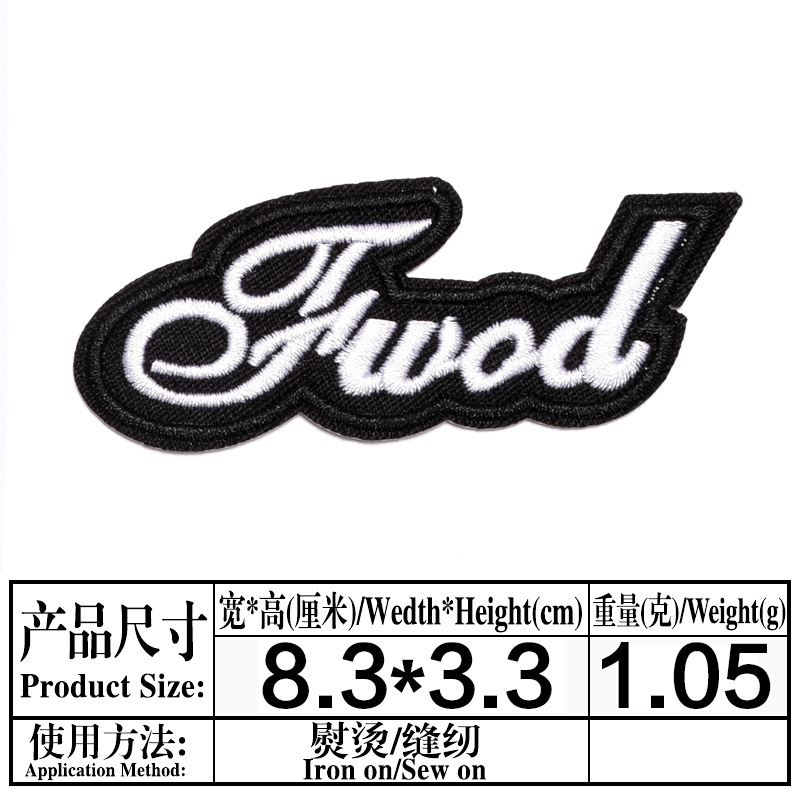 Fwod
产品尺寸
Product Size:
宽*高(厘米)/Wedth*Height(cm)
8.3*3.3
重量(克)/Weight(g)
1.05
使用方法:
Application Method:
熨烫/缝纫
Iron on/Sew on